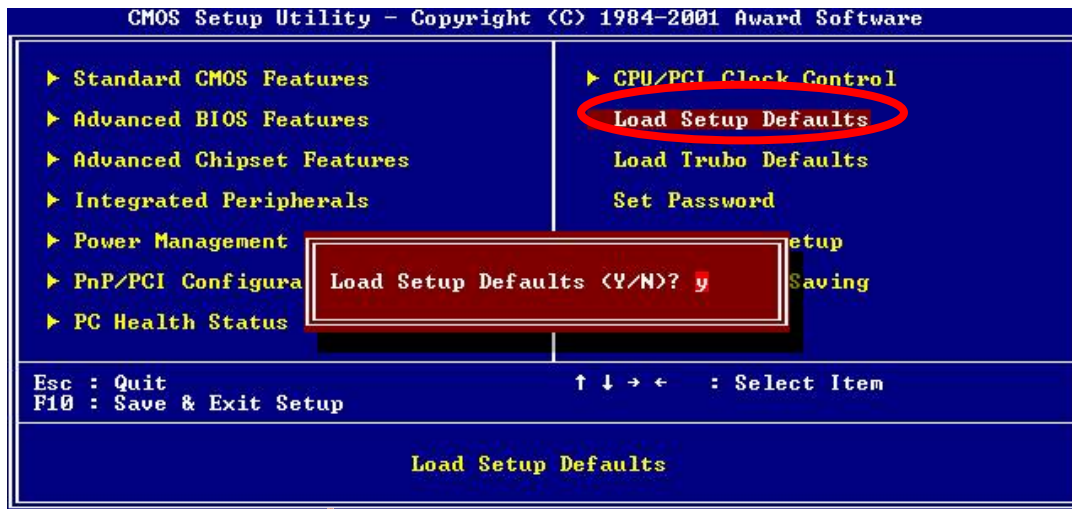 CMOS Setup Utility - Copyright (C) 1984-2001 Award Software
► Standard CMOS Features
► Advanced BIOS Features
► Advanced Chipset Features
► Integrated Peripherals
► Power Management
► PnP/PCI Configura
► PC Health Status
► CPU/PCI Clock Control
Load Setup Defaults
Load Trubo Defaults
Set Password
etup
Saving
Load Setup Defaults (Y/N)? y
Esc : Quit
F10 : Save & Exit Setup
↑ ↓ → ← : Select Item
Load Setup Defaults